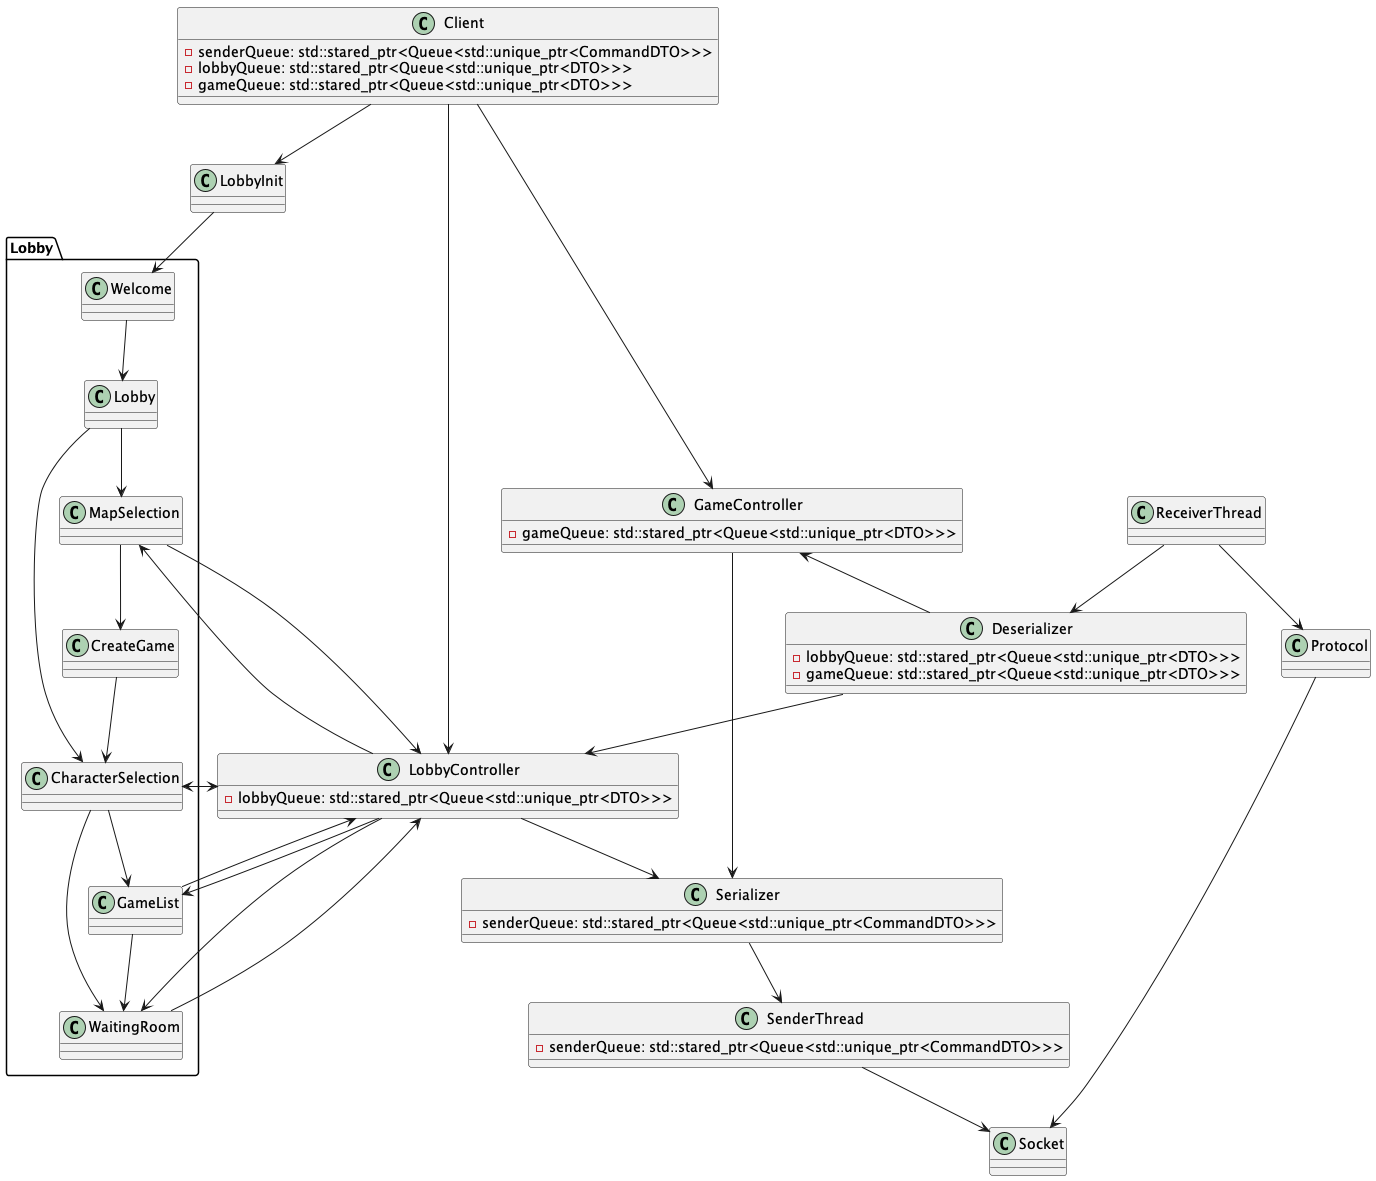 C Client
senderQueue: std::stared_ptr<Queue<std::unique_ptr<CommandDTO>>>
lobbyQueue: std::stared_ptr<Queue<std::unique_ptr<DTO>>>
gameQueue: std::stared_ptr<Queue<std::unique_ptr<DTO>>>
C LobbyInit
Lobby
C Welcome
C Lobby
C MapSelection
C GameController
gameQueue: std::stared_ptr<Queue<std::unique_ptr<DTO>>>
C ReceiverThread
C CreateGame
C Deserializer
lobbyQueue: std::stared_ptr<Queue<std::unique_ptr<DTO>>>
gameQueue: std::stared_ptr<Queue<std::unique_ptr<DTO>>>
C Protocol
C CharacterSelection
C LobbyController
lobbyQueue: std::stared_ptr<Queue<std::unique_ptr<DTO>>>
C GameList
C Serializer
senderQueue: std::stared_ptr<Queue<std::unique_ptr<CommandDTO>>>
C WaitingRoom
C SenderThread
senderQueue: std::stared_ptr<Queue<std::unique_ptr<CommandDTO>>>
C Socket